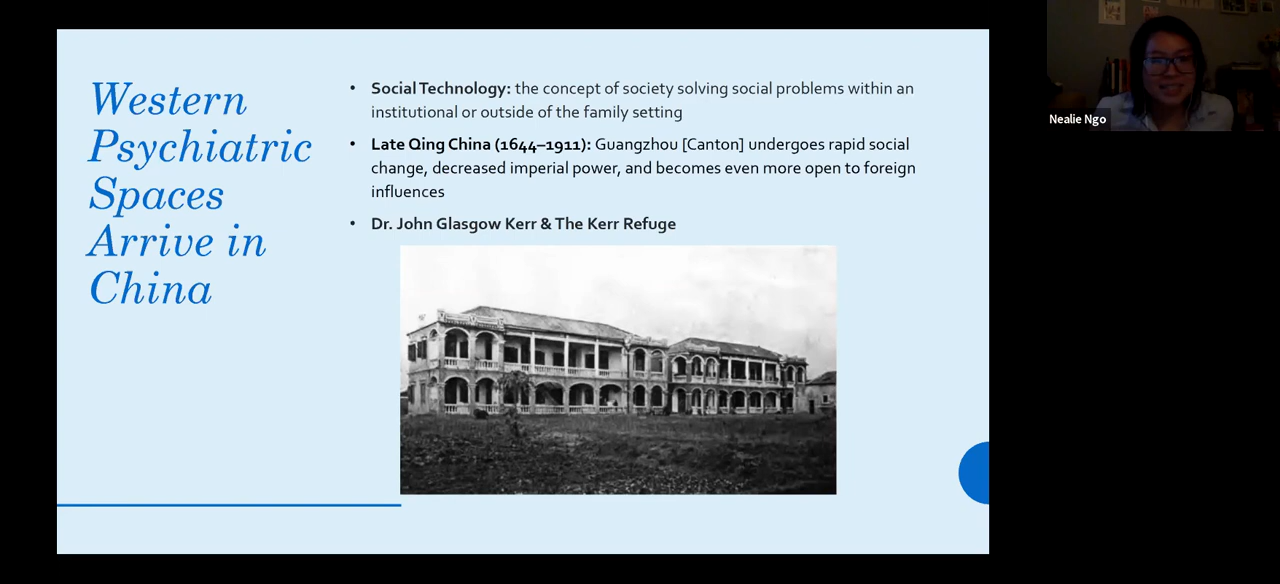 Western
Psychiatric
Spaces
Arrive in
China
• Social Technology: the concept of society solving social problems within an
institutional or outside of the family setting
• Late Qing China (1644–1911): Guangzhou [Canton] undergoes rapid social
change, decreased imperial power, and becomes even more open to foreign
influences
• Dr. John Glasgow Kerr & The Kerr Refuge
Nealie Ngo